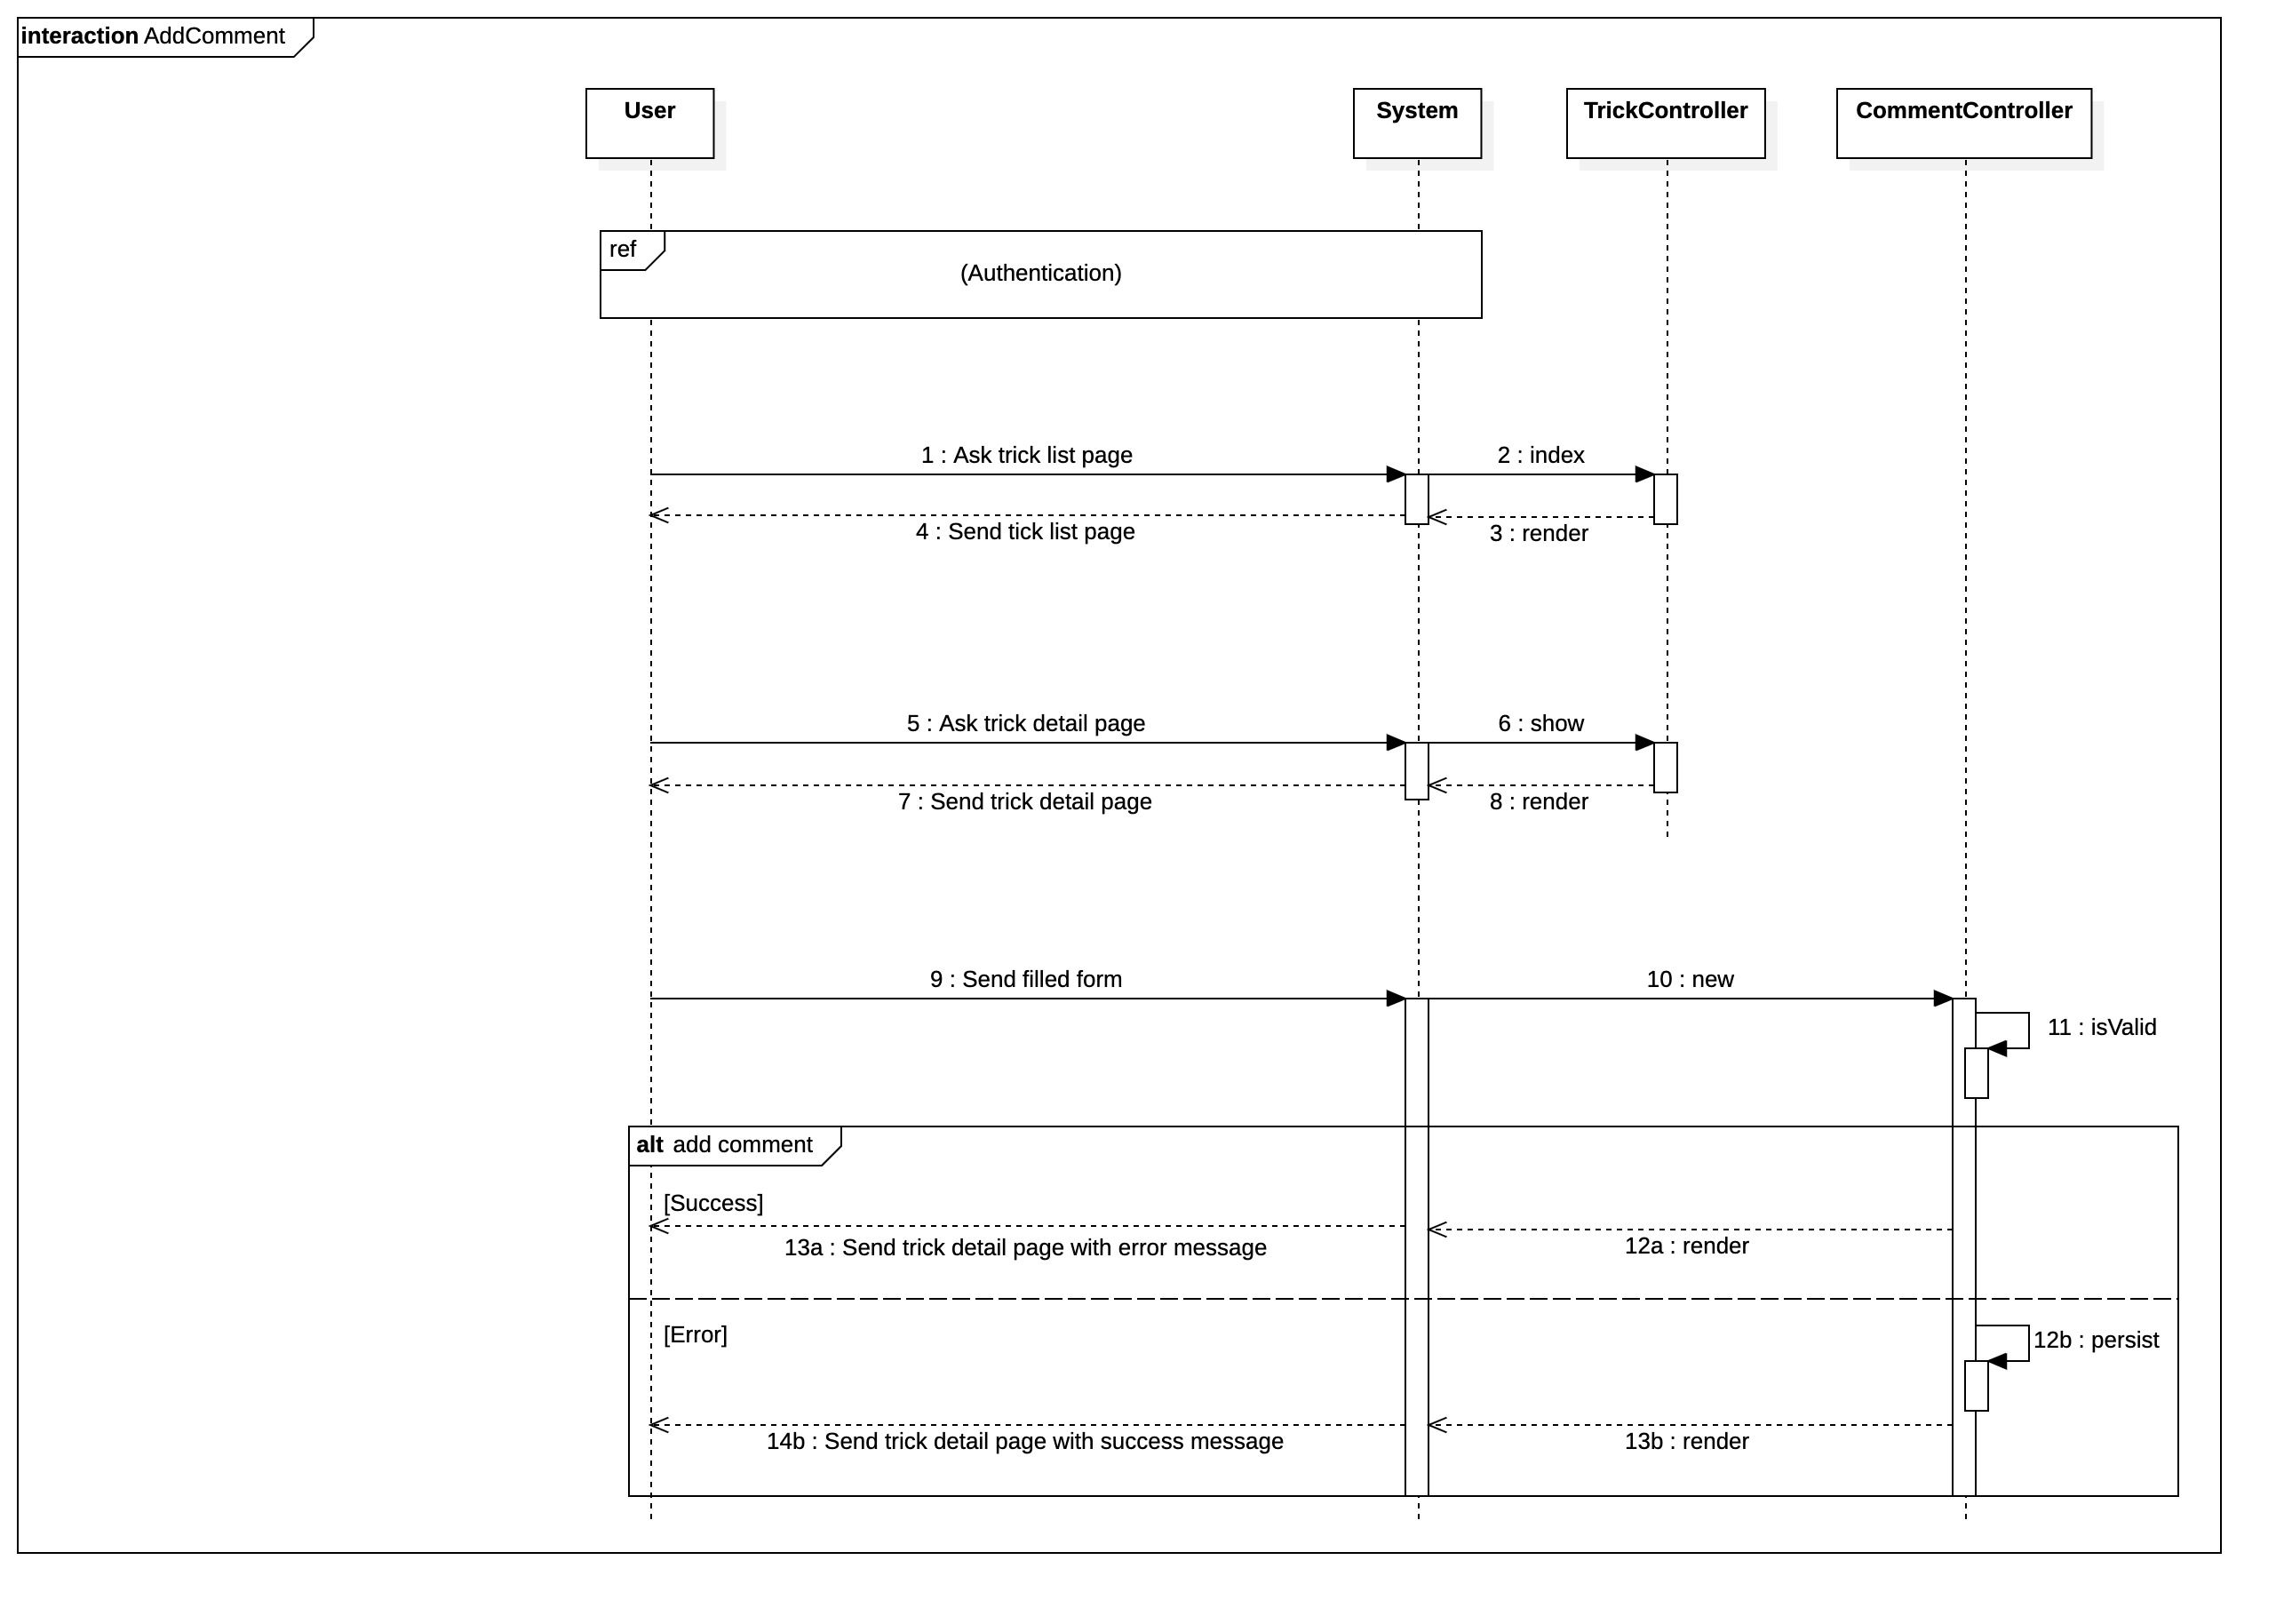 interaction AddComment
User
System
TrickController
CommentController
ref
(Authentication)
1 : Ask trick list page
2 : index
4 : Send tick list page
3 : render
5 : Ask trick detail page
6 : show
7 : Send trick detail page
8 : render
9 : Send filled form
10 : new
11 : isValid
alt add comment
[Success]
13a : Send trick detail page with error message
12a : render
[Error]
12b : persist
14b : Send trick detail page with success message
13b : render